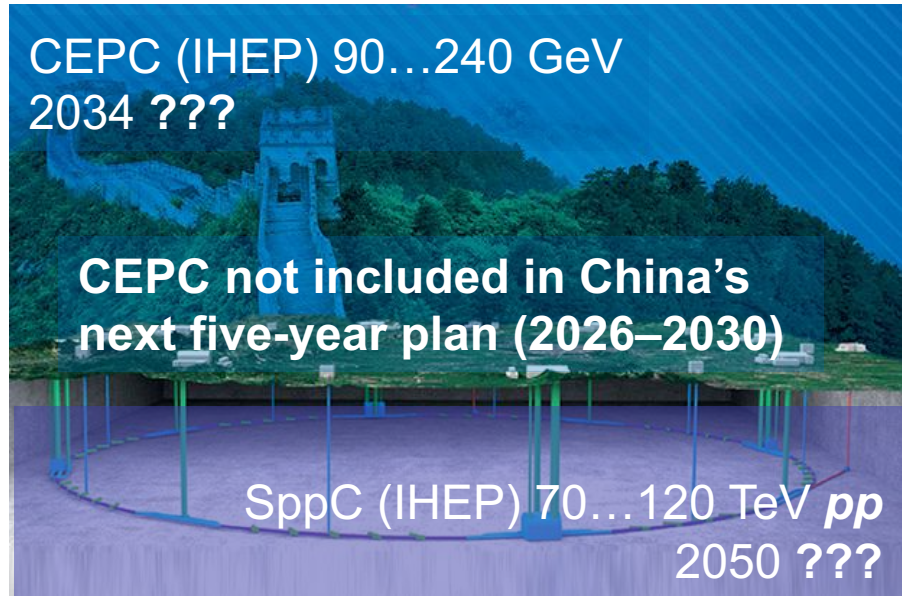 CEPC (IHEP) 90…240 GeV
2034 ???
CEPC not included in China’s
next five-year plan (2026–2030)
SppC (IHEP) 70…120 TeV pp
2050 ???